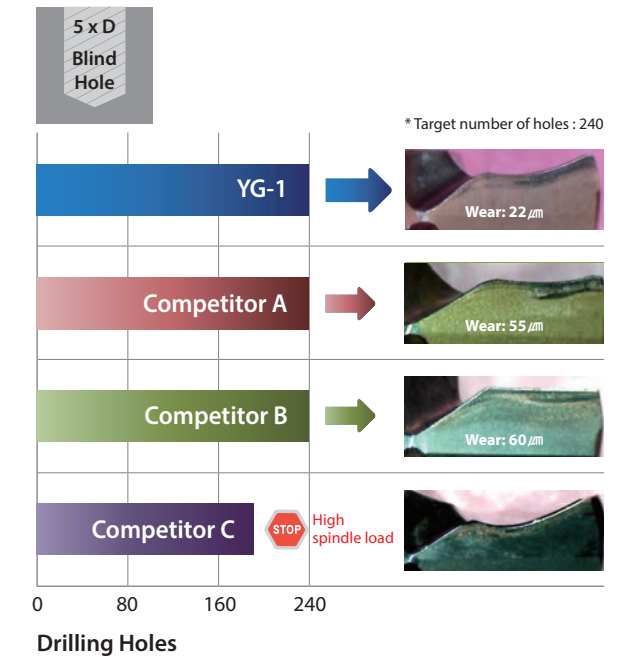 5 x D
Blind
Hole
* Target number of holes : 240
YG-1
Wear: 22㎛
Competitor A
Wear: 55㎛
Competitor B
Wear: 60㎛
Competitor C
STOP
High
spindle load
0 80 160 240
Drilling Holes